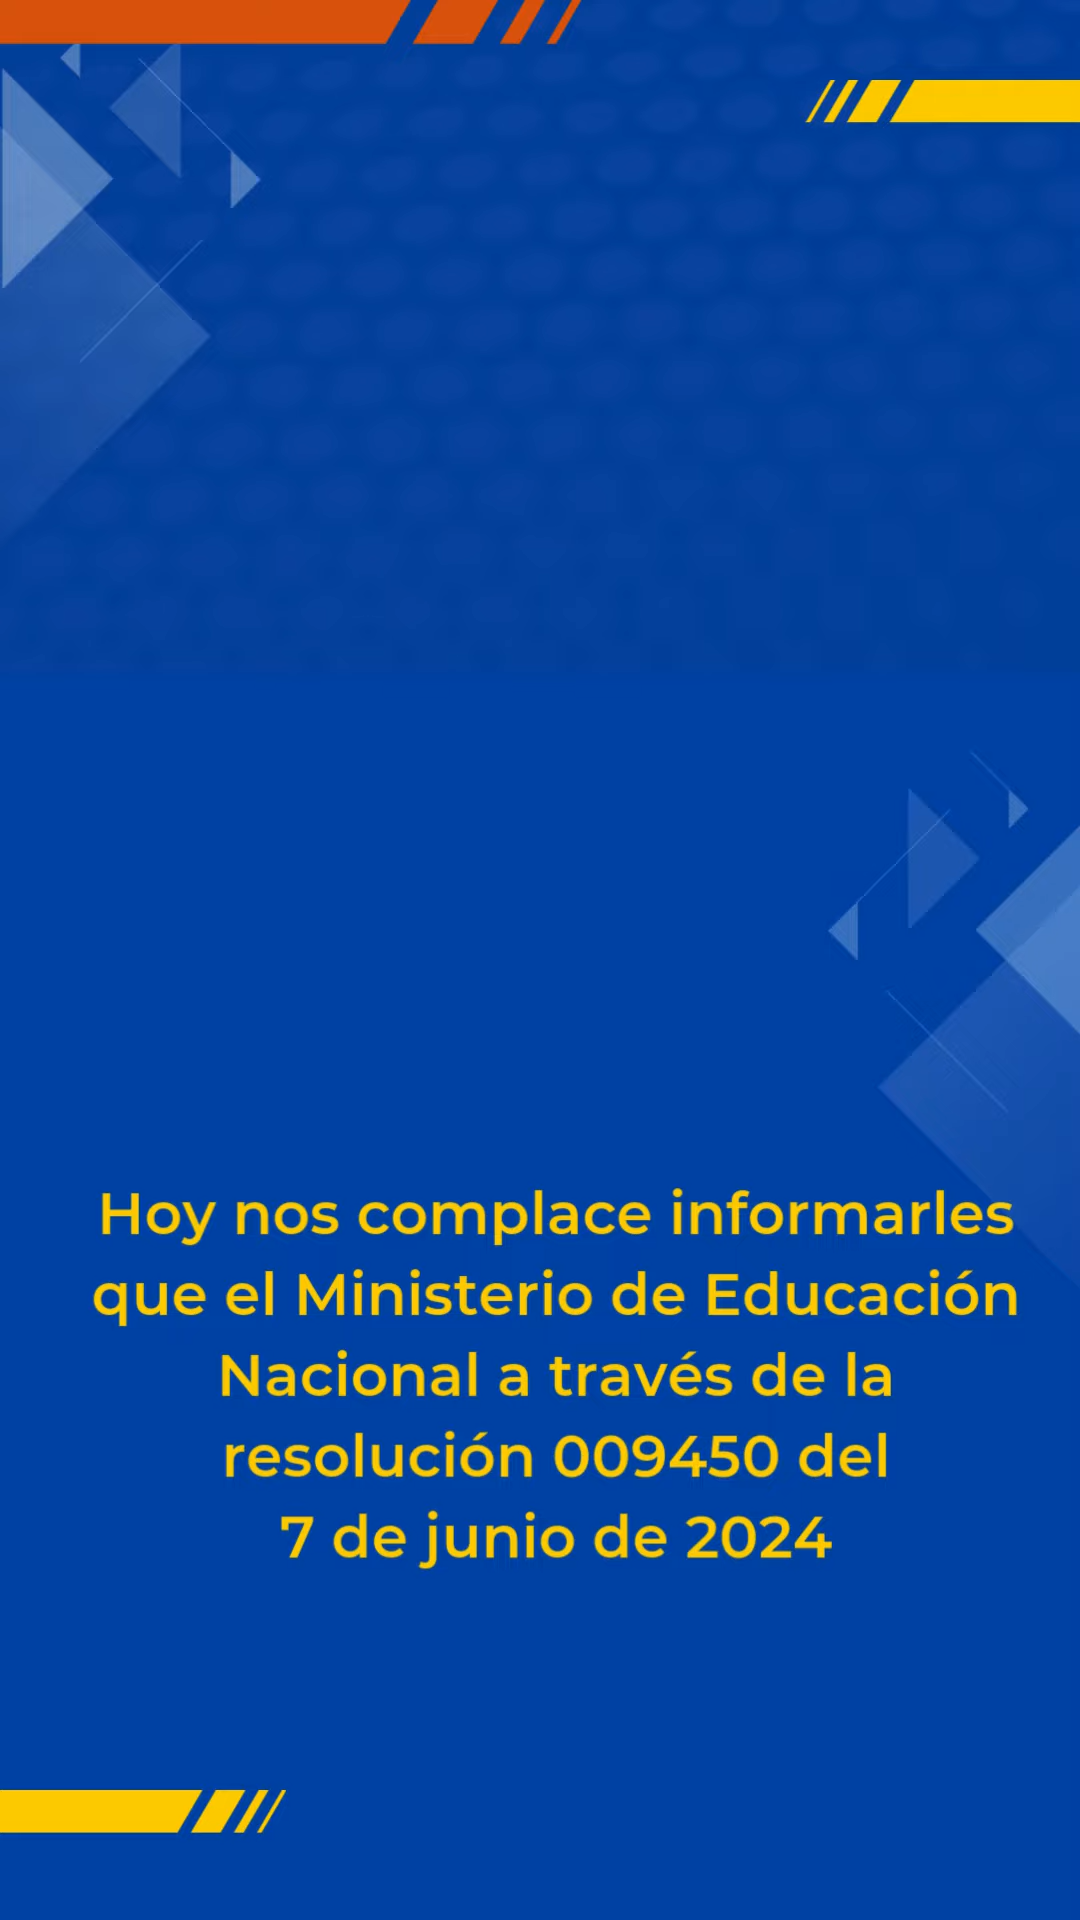 Hoy nos complace informarles
que el Ministerio de Educación
Nacional a través de la
resolución 009450 del
7 de junio de 2024